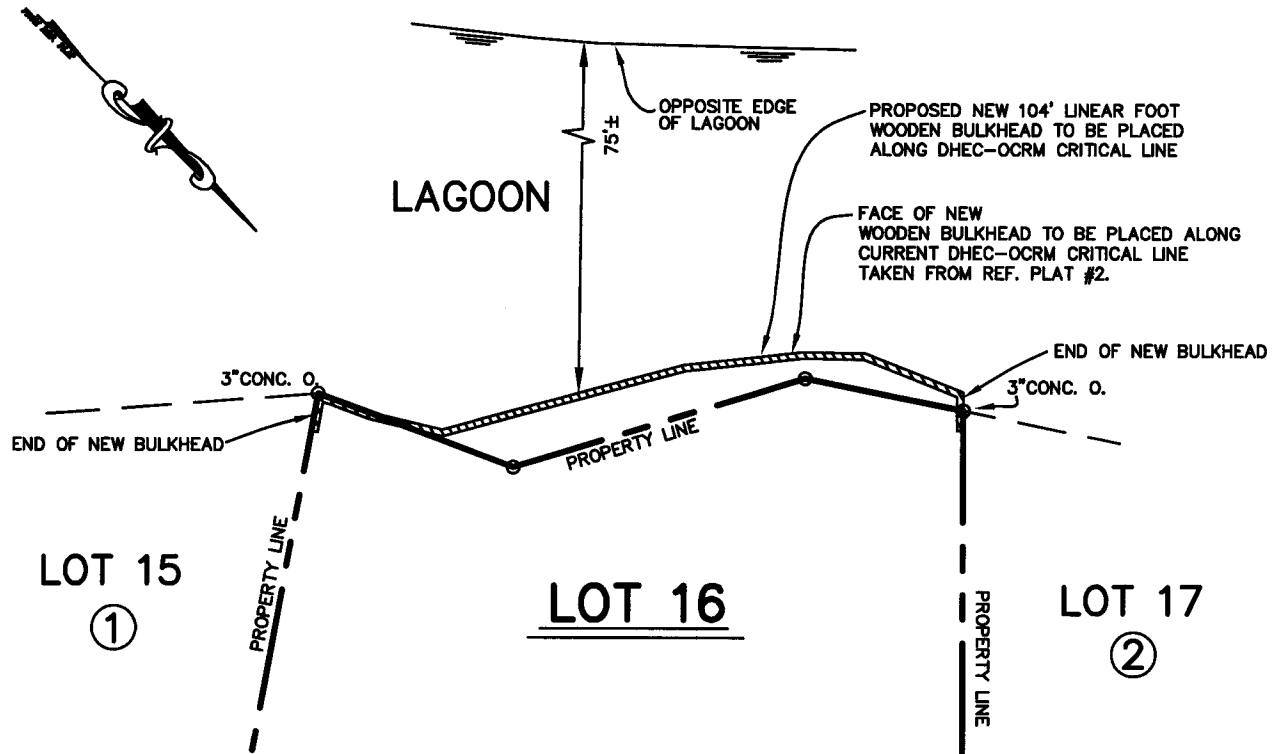 OPPOSITE EDGE
OF LAGOON
75'±
LAGOON
PROPOSED NEW 104' LINEAR FOOT
WOODEN BULKHEAD TO BE PLACED
ALONG DHEC-OCRM CRITICAL LINE
FACE OF NEW
WOODEN BULKHEAD TO BE PLACED ALONG
CURRENT DHEC-OCRM CRITICAL LINE
TAKEN FROM REF. PLAT #2.
END OF NEW BULKHEAD
3"CONC. O.
3"CONC. O.
END OF NEW BULKHEAD
PROPERTY LINE
PROPERTY LINE
LOT 15
1
LOT 16
PROPERTY LINE
LOT 17
2